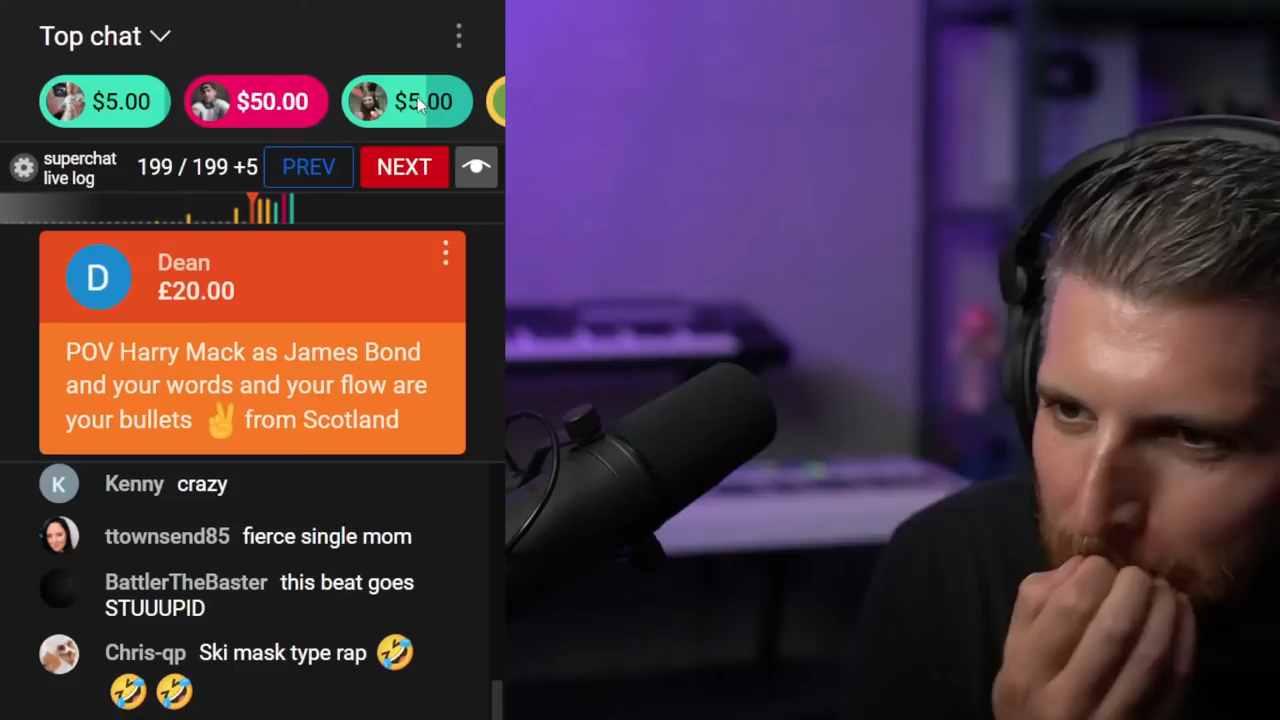 Top chat
$5.00 $50.00 $5.00
superchat live log 199 / 199 +5 PREV NEXT
D
Dean
£20.00
POV Harry Mack as James Bond
and your words and your flow are
your bullets ✌️ from Scotland
K Kenny crazy
ttownsend85 fierce single mom
BattlerTheBaster this beat goes
STUUUPID
Chris-qp Ski mask type rap 🤣
🤣 🤣